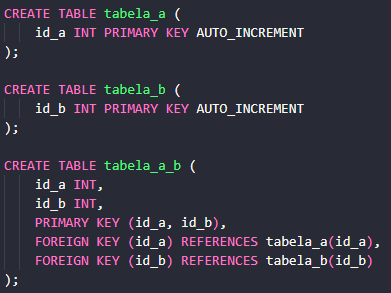 CREATE TABLE tabela_a (
    id_a INT PRIMARY KEY AUTO_INCREMENT
);

CREATE TABLE tabela_b (
    id_b INT PRIMARY KEY AUTO_INCREMENT
);

CREATE TABLE tabela_a_b (
    id_a INT,
    id_b INT,
    PRIMARY KEY (id_a, id_b),
    FOREIGN KEY (id_a) REFERENCES tabela_a(id_a),
    FOREIGN KEY (id_b) REFERENCES tabela_b(id_b)
);